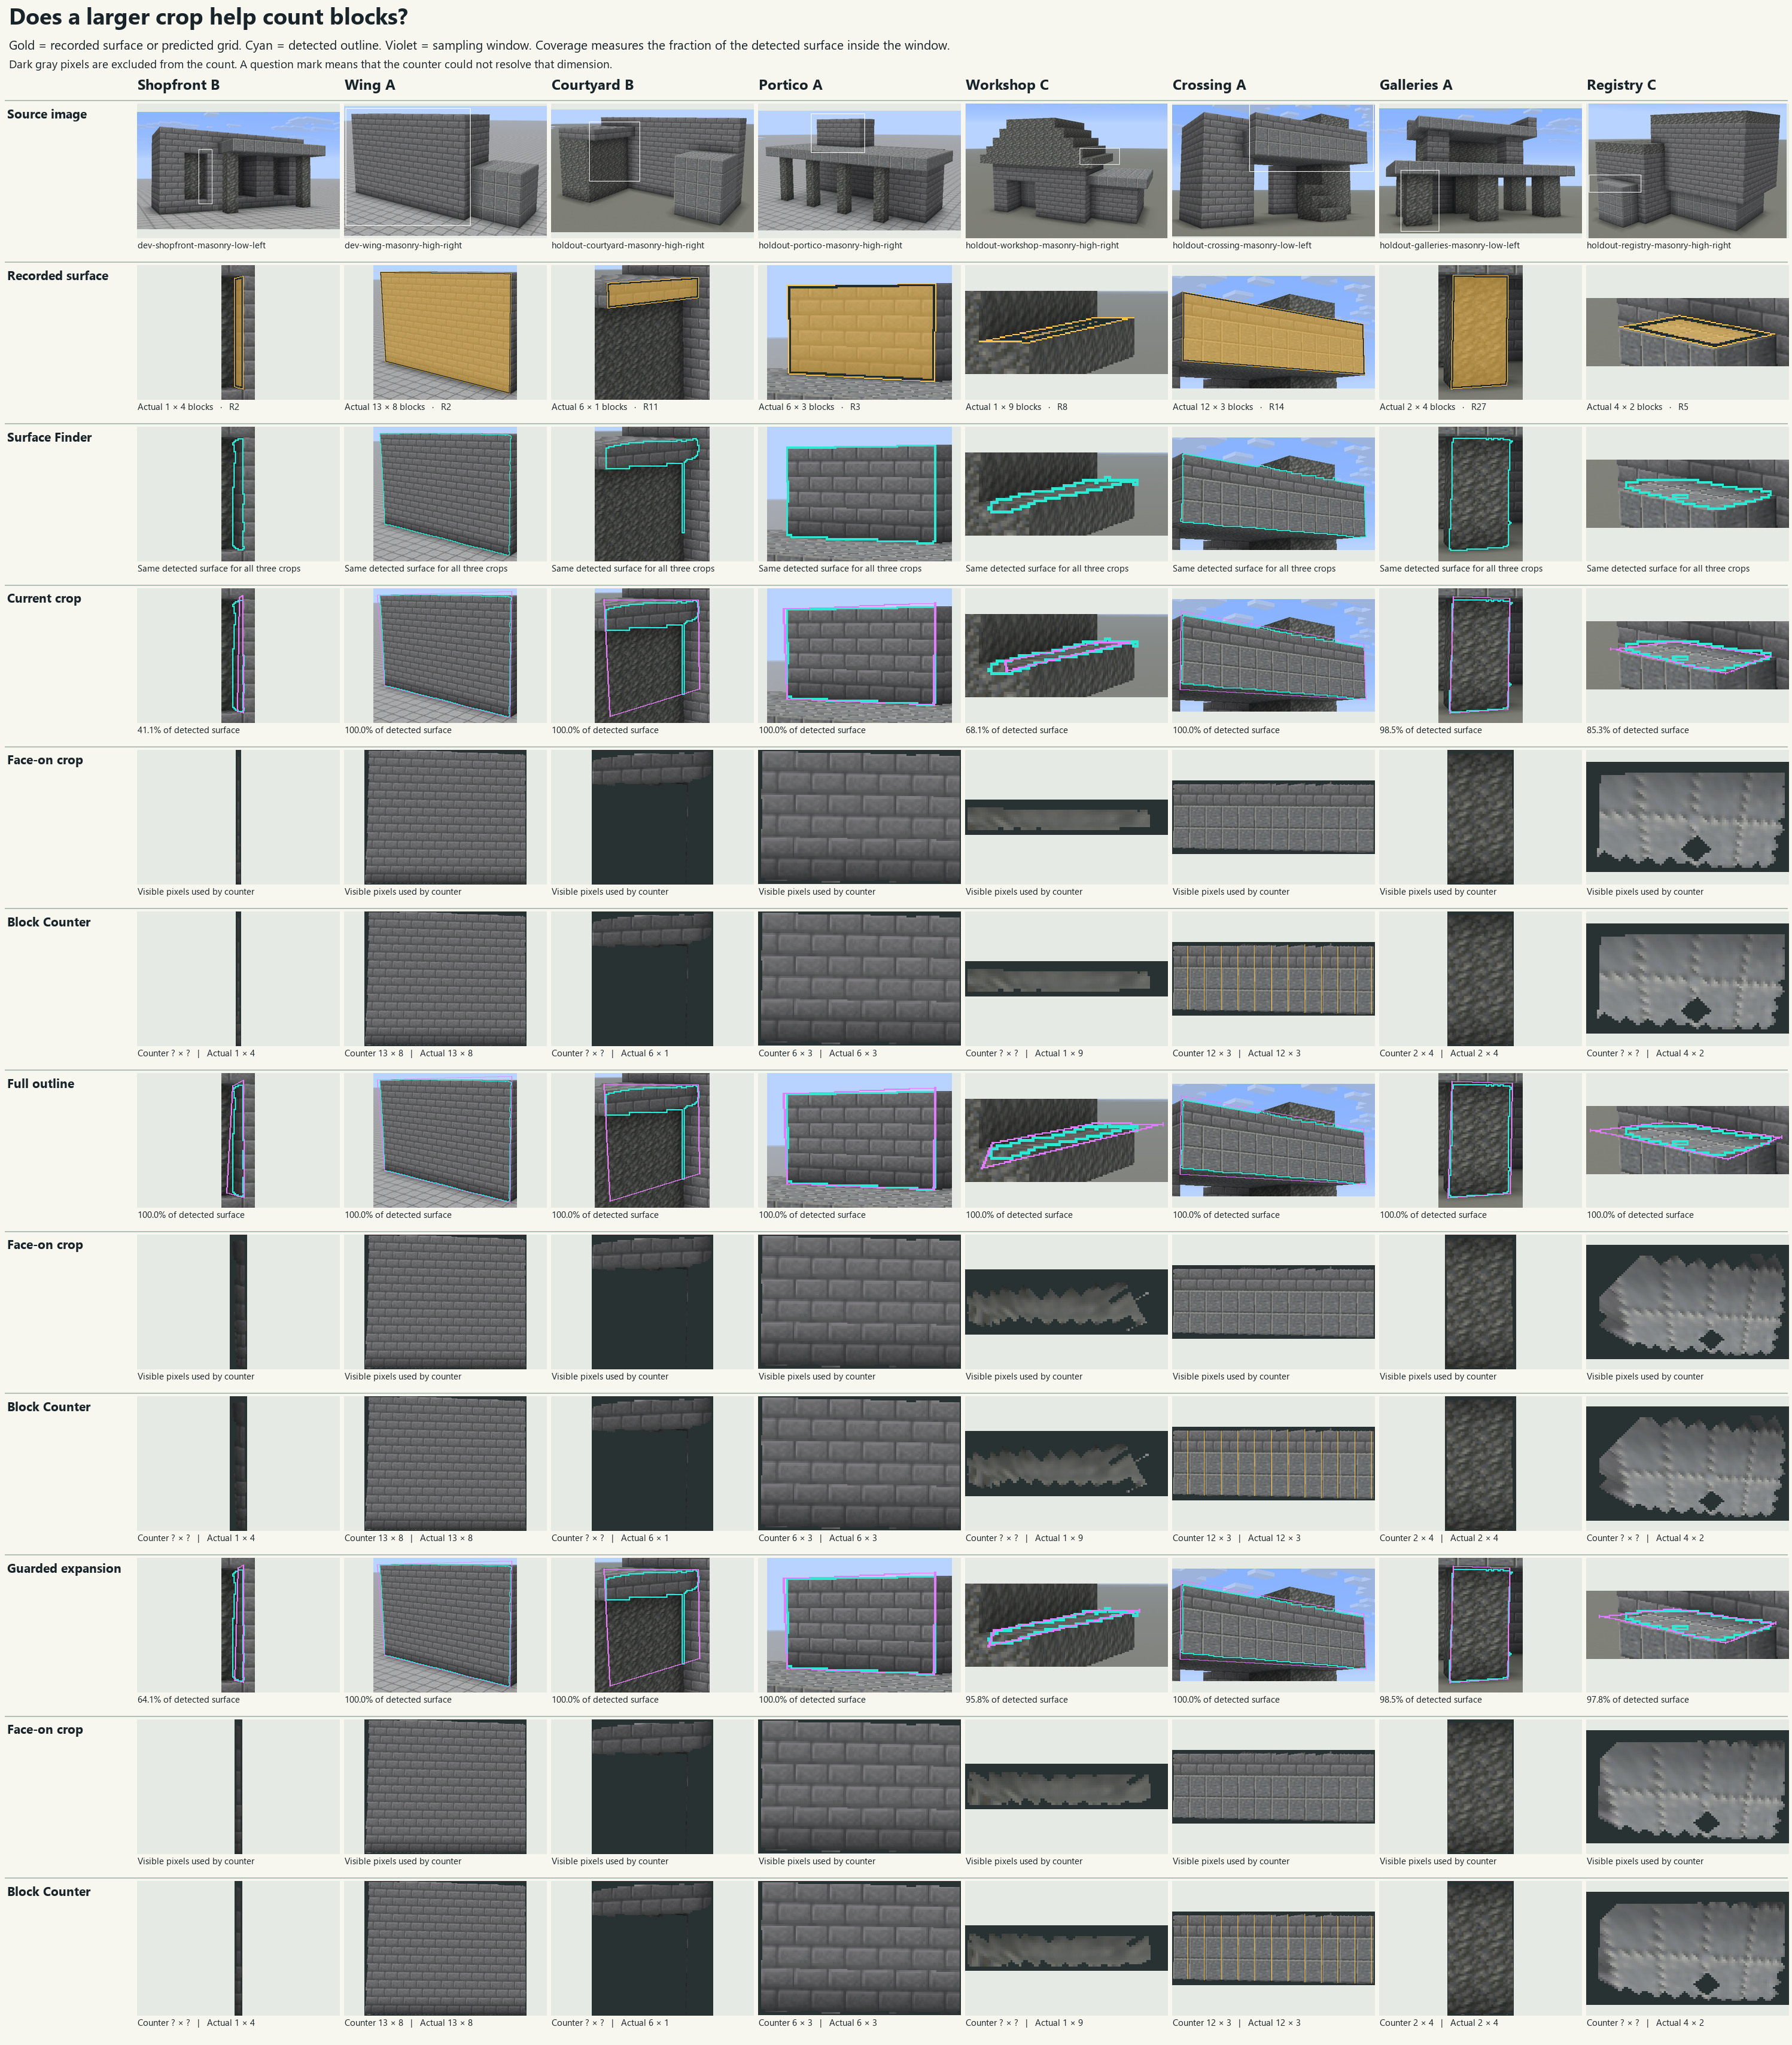 Does a larger crop help count blocks?
Gold = recorded surface or predicted grid. Cyan = detected outline. Violet = sampling window. Coverage measures the fraction of the detected surface inside the window.
Dark gray pixels are excluded from the count. A question mark means that the counter could not resolve that dimension.
Shopfront B Wing A Courtyard B Portico A Workshop C Crossing A Galleries A Registry C
Source image
dev-shopfront-masonry-low-left dev-wing-masonry-high-right holdout-courtyard-masonry-high-right holdout-portico-masonry-high-right holdout-workshop-masonry-high-right holdout-crossing-masonry-low-left holdout-galleries-masonry-low-left holdout-registry-masonry-high-right
Recorded surface
Actual 1 × 4 blocks · R2 Actual 13 × 8 blocks · R2 Actual 6 × 1 blocks · R11 Actual 6 × 3 blocks · R3 Actual 1 × 9 blocks · R8 Actual 12 × 3 blocks · R14 Actual 2 × 4 blocks · R27 Actual 4 × 2 blocks · R5
Surface Finder
Same detected surface for all three crops Same detected surface for all three crops Same detected surface for all three crops Same detected surface for all three crops Same detected surface for all three crops Same detected surface for all three crops Same detected surface for all three crops Same detected surface for all three crops
Current crop
41.1% of detected surface 100.0% of detected surface 100.0% of detected surface 100.0% of detected surface 68.1% of detected surface 100.0% of detected surface 98.5% of detected surface 85.3% of detected surface
Face-on crop
Visible pixels used by counter Visible pixels used by counter Visible pixels used by counter Visible pixels used by counter Visible pixels used by counter Visible pixels used by counter Visible pixels used by counter Visible pixels used by counter
Block Counter
Counter ? × ? | Actual 1 × 4 Counter 13 × 8 | Actual 13 × 8 Counter ? × ? | Actual 6 × 1 Counter 6 × 3 | Actual 6 × 3 Counter ? × ? | Actual 1 × 9 Counter 12 × 3 | Actual 12 × 3 Counter 2 × 4 | Actual 2 × 4 Counter ? × ? | Actual 4 × 2
Full outline
100.0% of detected surface 100.0% of detected surface 100.0% of detected surface 100.0% of detected surface 100.0% of detected surface 100.0% of detected surface 100.0% of detected surface 100.0% of detected surface
Face-on crop
Visible pixels used by counter Visible pixels used by counter Visible pixels used by counter Visible pixels used by counter Visible pixels used by counter Visible pixels used by counter Visible pixels used by counter Visible pixels used by counter
Block Counter
Counter ? × ? | Actual 1 × 4 Counter 13 × 8 | Actual 13 × 8 Counter ? × ? | Actual 6 × 1 Counter 6 × 3 | Actual 6 × 3 Counter ? × ? | Actual 1 × 9 Counter 12 × 3 | Actual 12 × 3 Counter 2 × 4 | Actual 2 × 4 Counter ? × ? | Actual 4 × 2
Guarded expansion
64.1% of detected surface 100.0% of detected surface 100.0% of detected surface 100.0% of detected surface 95.8% of detected surface 100.0% of detected surface 98.5% of detected surface 97.8% of detected surface
Face-on crop
Visible pixels used by counter Visible pixels used by counter Visible pixels used by counter Visible pixels used by counter Visible pixels used by counter Visible pixels used by counter Visible pixels used by counter Visible pixels used by counter
Block Counter
Counter ? × ? | Actual 1 × 4 Counter 13 × 8 | Actual 13 × 8 Counter ? × ? | Actual 6 × 1 Counter 6 × 3 | Actual 6 × 3 Counter ? × ? | Actual 1 × 9 Counter 12 × 3 | Actual 12 × 3 Counter 2 × 4 | Actual 2 × 4 Counter ? × ? | Actual 4 × 2